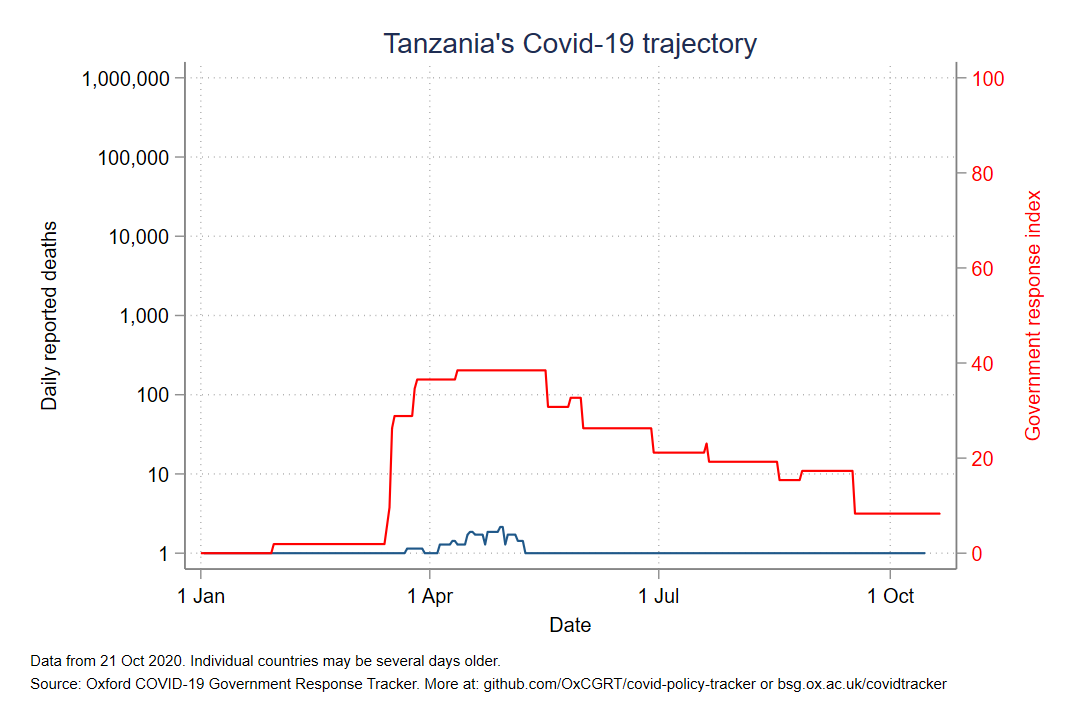 Tanzania's Covid-19 trajectory
1,000,000
100,000
10,000
1,000
100
10
1
Daily reported deaths
100
80
60
40
20
0
Government response index
1 Jan
1 Apr
1 Jul
1 Oct
Date
Data from 21 Oct 2020. Individual countries may be several days older.
Source: Oxford COVID-19 Government Response Tracker. More at: github.com/OxCGRT/covid-policy-tracker or bsg.ox.ac.uk/covidtracker